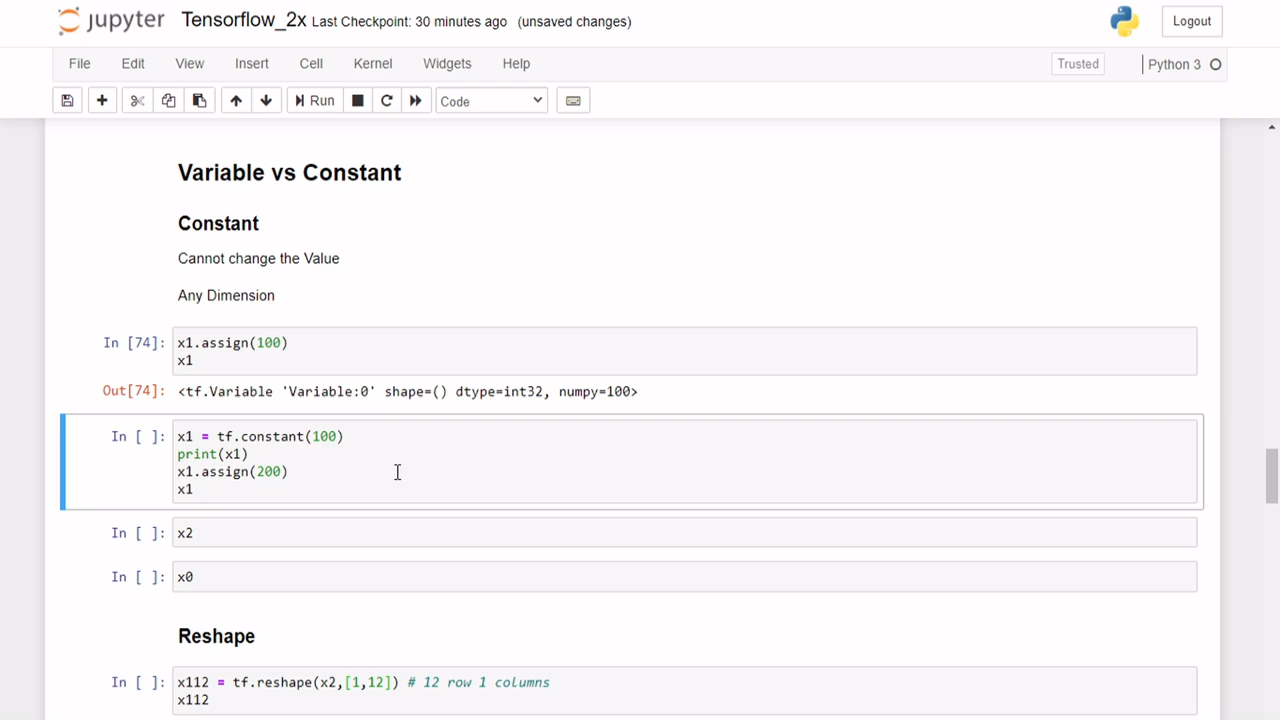 jupyter Tensorflow_2x Last Checkpoint: 30 minutes ago (unsaved changes) Logout
File Edit View Insert Cell Kernel Widgets Help Trusted Python 3
Run Code
Variable vs Constant
Constant
Cannot change the Value
Any Dimension
In [74]: x1.assign(100)
x1
Out[74]: <tf.Variable 'Variable:0' shape=() dtype=int32, numpy=100>
In [ ]: x1 = tf.constant(100)
print(x1)
x1.assign(200)
x1
In [ ]: x2
In [ ]: x0
Reshape
In [ ]: x112 = tf.reshape(x2,[1,12]) # 12 row 1 columns
x112